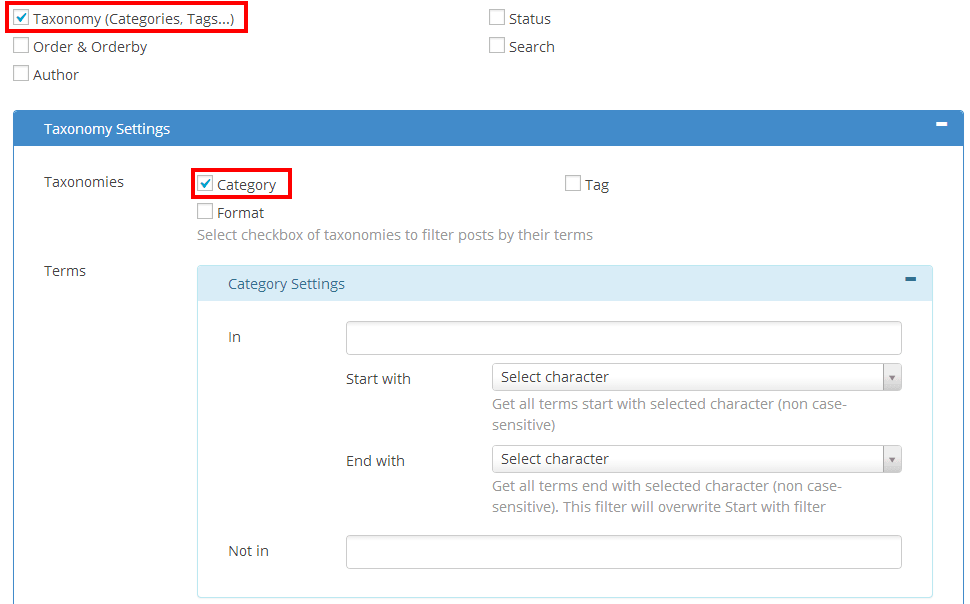 Taxonomy (Categories, Tags...)
Status
Order & Orderby
Search
Author
Taxonomy Settings
Taxonomies
Category
Tag
Format
Select checkbox of taxonomies to filter posts by their terms
Terms
Category Settings
In
Start with
Select character
Get all terms start with selected character (non case-
sensitive)
End with
Select character
Get all terms end with selected character (non case-
sensitive). This filter will overwrite Start with filter
Not in